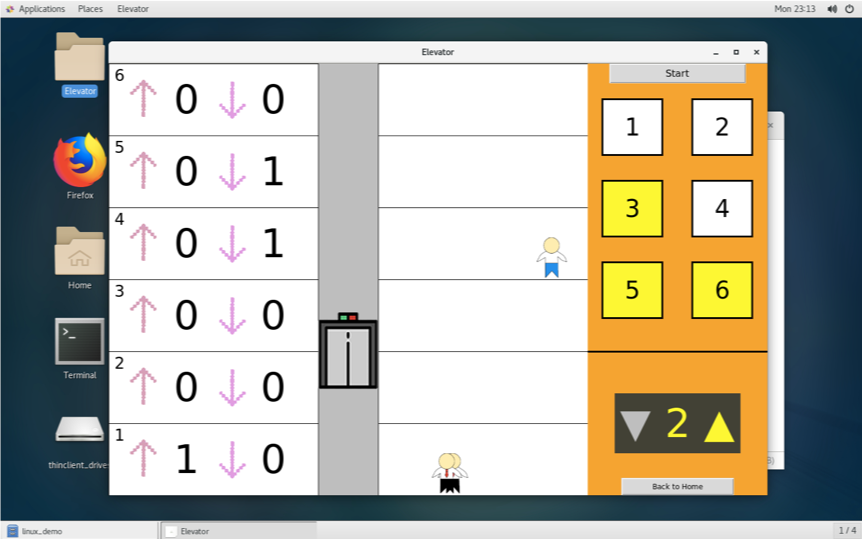 Applications Places Elevator Mon 23:13
Elevator
Elevator
Firefox
Home
>_
Terminal
thinclient_drive
6 0 0
5 0 1
4 0 1
3 0 0
2 0 0
1 1 0
Start
1 2
3 4
5 6
2
Back to Home
linux_demo Elevator 1 / 4